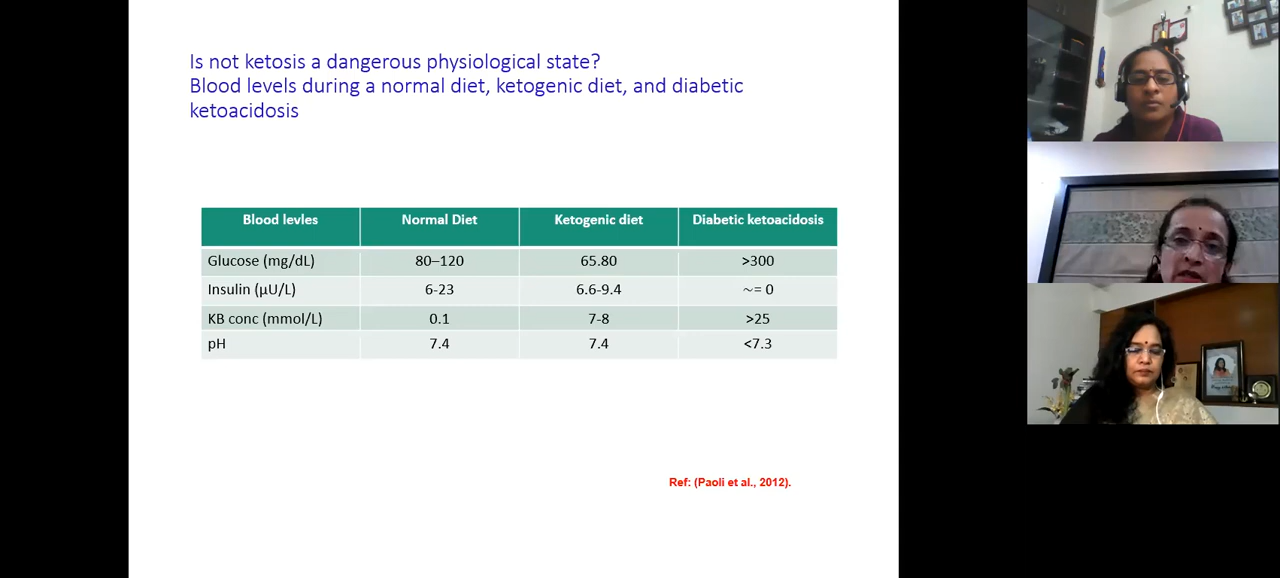 Is not ketosis a dangerous physiological state?
Blood levels during a normal diet, ketogenic diet, and diabetic
ketoacidosis
Blood levles Normal Diet Ketogenic diet Diabetic ketoacidosis
Glucose (mg/dL) 80–120 65.80 >300
Insulin (µU/L) 6-23 6.6-9.4 ∼= 0
KB conc (mmol/L) 0.1 7-8 >25
pH 7.4 7.4 <7.3
Ref: (Paoli et al., 2012).